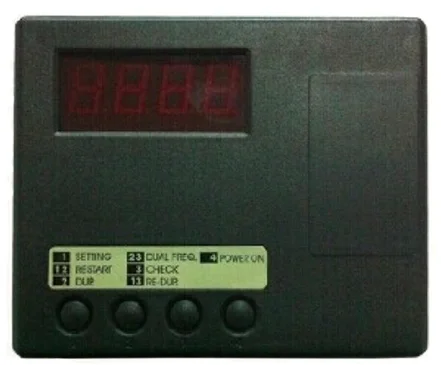 1 SETTING 23 DUAL FREQ. 4 POWER ON
12 RESTART 3 CHECK
2 DUR. 13 RE-DUR.